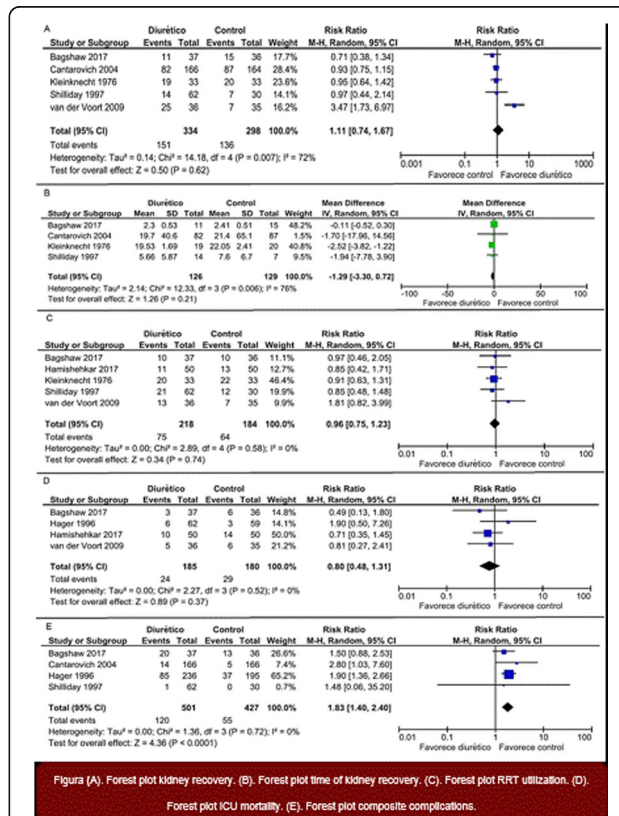 A
Diurético Control Risk Ratio Risk Ratio
Study or Subgroup Events Total Events Total Weight M-H, Random, 95% CI M-H, Random, 95% CI
Bagshaw 2017 11 37 15 36 17.7% 0.71 [0.38, 1.34]
Cantarovich 2004 82 166 87 164 28.4% 0.93 [0.75, 1.15]
Kleinknecht 1976 19 33 20 33 23.6% 0.95 [0.64, 1.42]
Shilliday 1997 14 62 7 30 14.2% 0.97 [0.44, 2.14]
van der Voort 2009 25 36 7 35 16.2% 3.47 [1.73, 6.97]
Total (95% CI) 334 298 100.0% 1.11 [0.74, 1.67]
Total events 151 136
Heterogeneity: Tau² = 0.14; Chi² = 14.18, df = 4 (P = 0.007); I² = 72%
Test for overall effect: Z = 0.50 (P = 0.62)
0.001 0.1 1 10 1000
Favorece control Favorece diurético
B
Diurético Control Mean Difference Mean Difference
Study or Subgroup Mean SD Total Mean SD Total Weight IV, Random, 95% CI IV, Random, 95% CI
Bagshaw 2017 2.3 0.53 11 2.41 0.51 15 48.2% -0.11 [-0.52, 0.30]
Cantarovich 2004 19.7 40.6 82 21.4 65.1 87 1.5% -1.70 [-17.96, 14.56]
Kleinknecht 1976 19.53 1.69 19 22.05 2.41 20 40.8% -2.52 [-3.82, -1.22]
Shilliday 1997 5.66 5.87 14 7.6 6.7 7 9.5% -1.94 [-7.78, 3.90]
Total (95% CI) 126 129 100.0% -1.29 [-3.30, 0.72]
Heterogeneity: Tau² = 2.14; Chi² = 12.33, df = 3 (P = 0.006); I² = 76%
Test for overall effect: Z = 1.26 (P = 0.21)
-100 -50 0 50 100
Favorece diurético Favorece control
C
Diurético Control Risk Ratio Risk Ratio
Study or Subgroup Events Total Events Total Weight M-H, Random, 95% CI M-H, Random, 95% CI
Bagshaw 2017 10 37 10 36 11.1% 0.97 [0.46, 2.05]
Hamishehkar 2017 11 50 13 50 12.7% 0.85 [0.42, 1.71]
Kleinknecht 1976 20 33 22 33 46.4% 0.91 [0.63, 1.31]
Shilliday 1997 21 62 12 30 19.9% 0.85 [0.48, 1.48]
van der Voort 2009 13 36 7 35 9.9% 1.81 [0.82, 3.99]
Total (95% CI) 218 184 100.0% 0.96 [0.75, 1.23]
Total events 75 64
Heterogeneity: Tau² = 0.00; Chi² = 2.89, df = 4 (P = 0.58); I² = 0%
Test for overall effect: Z = 0.34 (P = 0.74)
0.01 0.1 1 10 100
Favorece diurético Favorece control
D
Diurético Control Risk Ratio Risk Ratio
Study or Subgroup Events Total Events Total Weight M-H, Random, 95% CI M-H, Random, 95% CI
Bagshaw 2017 3 37 6 36 14.8% 0.49 [0.13, 1.80]
Hager 1996 6 62 3 59 14.1% 1.90 [0.50, 7.26]
Hamishehkar 2017 10 50 14 50 50.0% 0.71 [0.35, 1.45]
van der Voort 2009 5 36 6 35 21.2% 0.81 [0.27, 2.41]
Total (95% CI) 185 180 100.0% 0.80 [0.48, 1.31]
Total events 24 29
Heterogeneity: Tau² = 0.00; Chi² = 2.27, df = 3 (P = 0.52); I² = 0%
Test for overall effect: Z = 0.89 (P = 0.37)
0.01 0.1 1 10 100
Favorece diurético Favorece control
E
Diurético Control Risk Ratio Risk Ratio
Study or Subgroup Events Total Events Total Weight M-H, Random, 95% CI M-H, Random, 95% CI
Bagshaw 2017 20 37 13 36 26.6% 1.50 [0.88, 2.53]
Cantarovich 2004 14 166 5 166 7.4% 2.80 [1.03, 7.60]
Hager 1996 85 236 37 195 65.2% 1.90 [1.36, 2.66]
Shilliday 1997 1 62 0 30 0.7% 1.48 [0.06, 35.20]
Total (95% CI) 501 427 100.0% 1.83 [1.40, 2.40]
Total events 120 55
Heterogeneity: Tau² = 0.00; Chi² = 1.36, df = 3 (P = 0.72); I² = 0%
Test for overall effect: Z = 4.36 (P < 0.0001)
0.01 0.1 1 10 100
Favorece diurético Favorece control
Figura (A). Forest plot kidney recovery. (B). Forest plot time of kidney recovery. (C). Forest plot RRT utilization. (D).
Forest plot ICU mortality. (E). Forest plot composite complications.